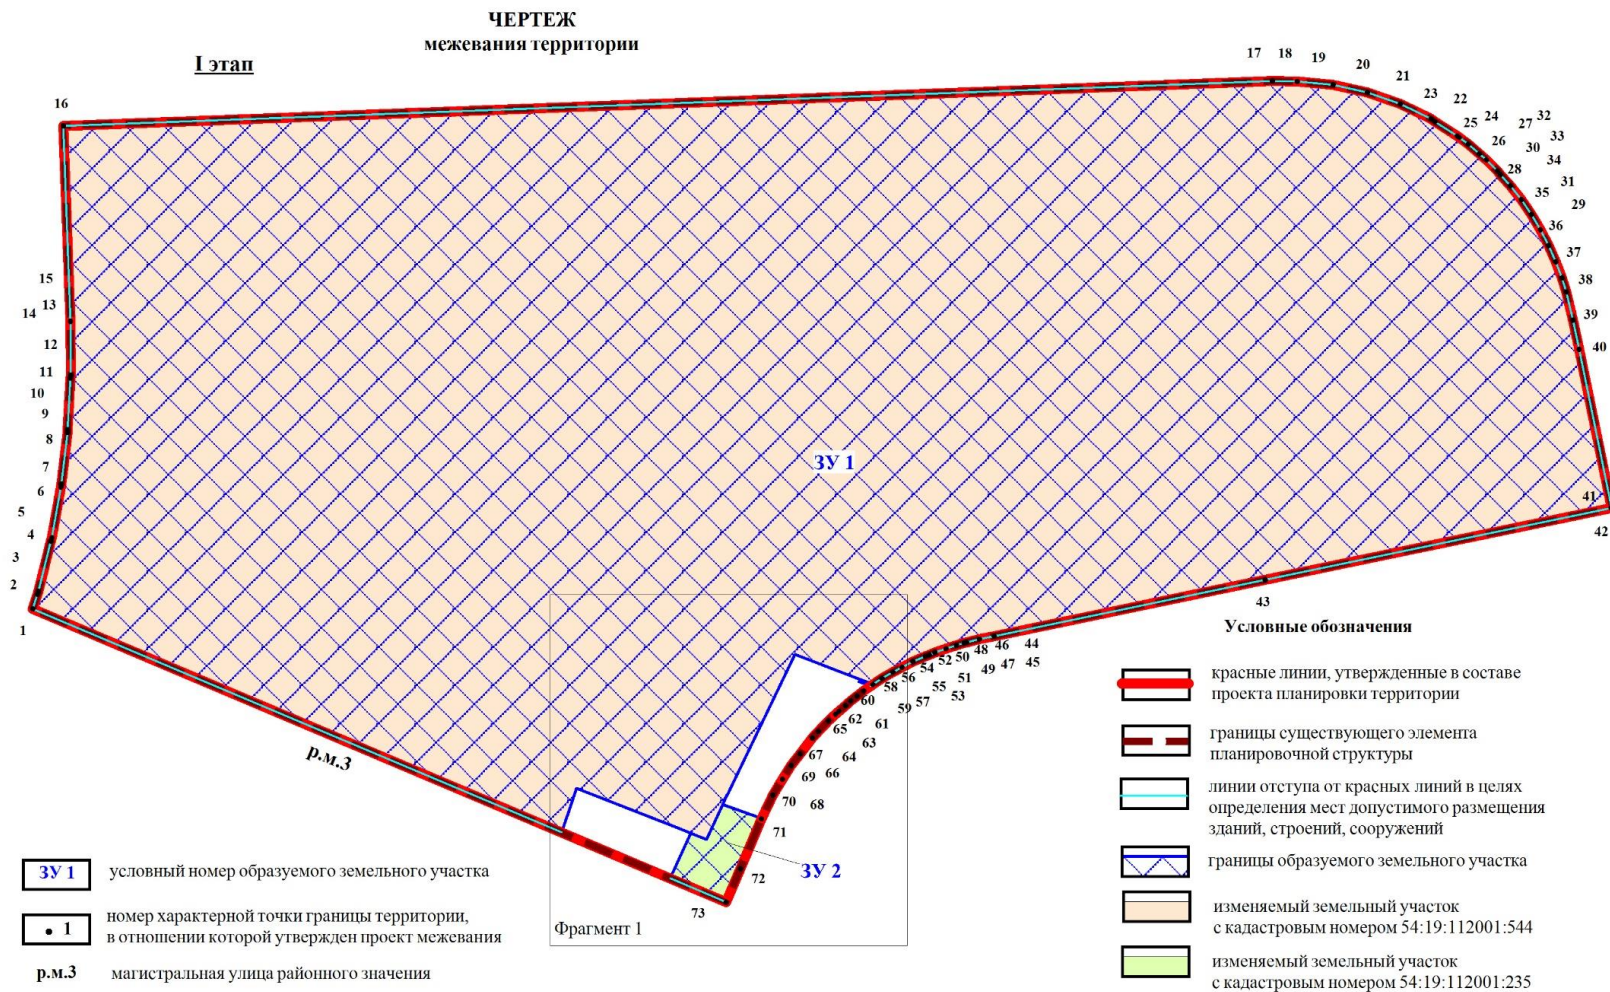 ЧЕРТЕЖ
межевания территории
I этап
16
17 18 19 20 21 23 22
25 24 27 32
26 30 33
28 34
31
35 29
36
37
38
39
40
41
42
43
15
14 13
12
11
10
9
8
7
6
5
4
3
2
1
ЗУ 1
р.м.3
44
46
45
47
48
49
50
51
52
53
54
55
56
57
58
59
60
61
62
63
65
64
67
66
69
68
70
71
72
73
ЗУ 2
Фрагмент 1
Условные обозначения
красные линии, утвержденные в составе
проекта планировки территории
границы существующего элемента
планировочной структуры
линии отступа от красных линий в целях
определения мест допустимого размещения
зданий, строений, сооружений
границы образуемого земельного участка
изменяемый земельный участок
с кадастровым номером 54:19:112001:544
изменяемый земельный участок
с кадастровым номером 54:19:112001:235
ЗУ 1 условный номер образуемого земельного участка
1 номер характерной точки границы территории,
в отношении которой утвержден проект межевания
р.м.3 магистральная улица районного значения